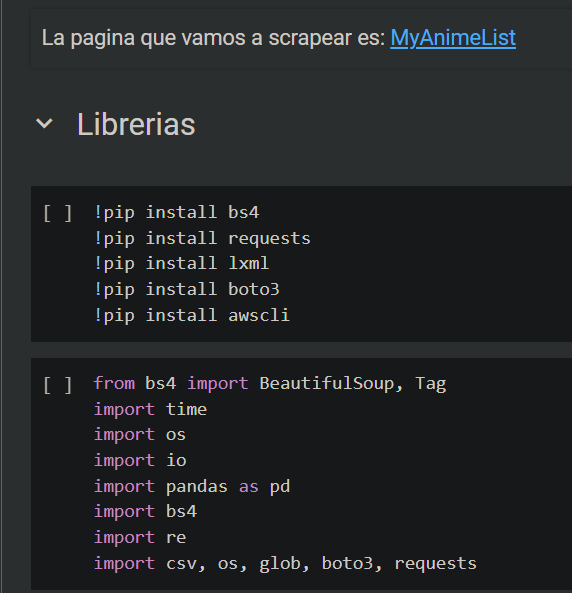 La pagina que vamos a scrapear es: MyAnimeList
Librerias
[ ] !pip install bs4
!pip install requests
!pip install lxml
!pip install boto3
!pip install awscli
[ ] from bs4 import BeautifulSoup, Tag
import time
import os
import io
import pandas as pd
import bs4
import re
import csv, os, glob, boto3, requests